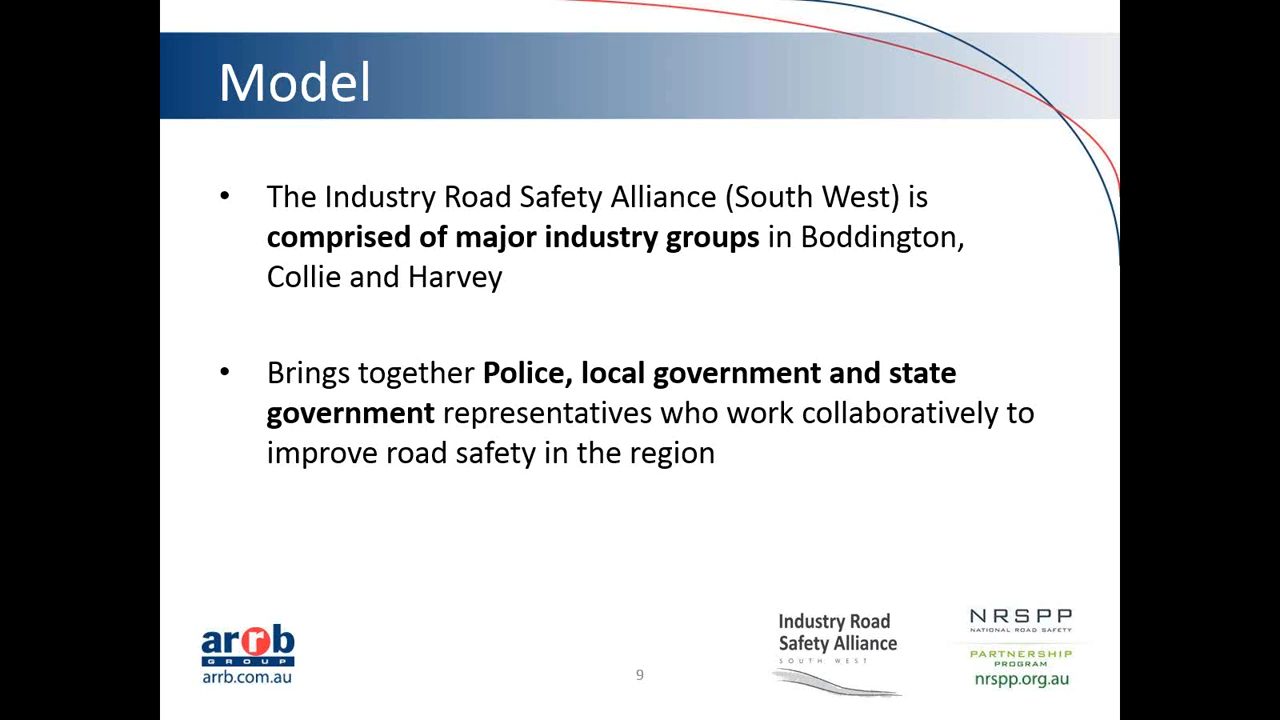 Model
• The Industry Road Safety Alliance (South West) is
comprised of major industry groups in Boddington,
Collie and Harvey
• Brings together Police, local government and state
government representatives who work collaboratively to
improve road safety in the region
arrb
GROUP
arrb.com.au
9
Industry Road
Safety Alliance
SOUTH WEST
NRSPP
NATIONAL ROAD SAFETY
PARTNERSHIP
PROGRAM
nrspp.org.au